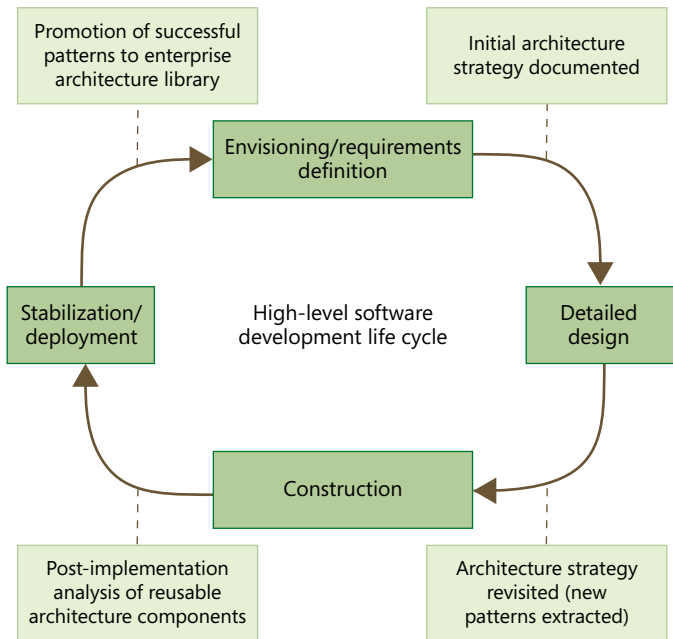 Promotion of successful
patterns to enterprise
architecture library
Initial architecture
strategy documented
Envisioning/requirements
definition
Stabilization/
deployment
High-level software
development life cycle
Detailed
design
Construction
Post-implementation
analysis of reusable
architecture components
Architecture strategy
revisited (new
patterns extracted)